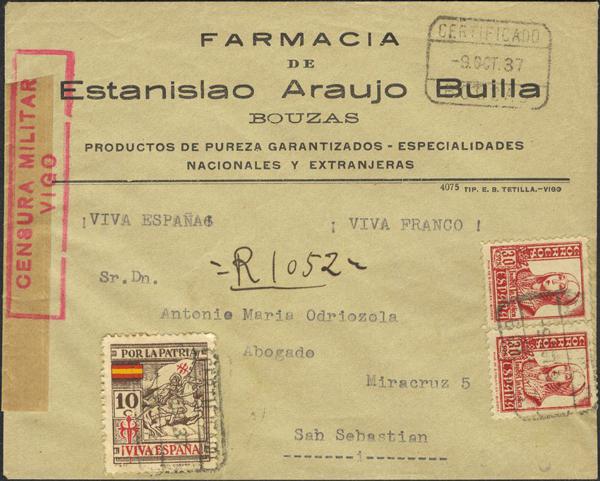 FARMACIA
DE
Estanislao Araujo Builla
BOUZAS
PRODUCTOS DE PUREZA GARANTIZADOS - ESPECIALIDADES
NACIONALES Y EXTRANJERAS
4075 TIP. E. B. TETILLA.-VIGO
CERTIFICADO
-9.OCT.37
CENSURA MILITAR
VIGO
¡VIVA ESPAÑA¡ ¡ VIVA FRANCO !
-R 1052-
Sr.Dn.
Antonie Maria Odriozola
Abogado
Miracruz 5
San Sebastian
POR LA PATRIA
10
C
¡VIVA ESPAÑA!
CORREOS
30
ESPAÑA
CORREOS
30
ESPAÑA